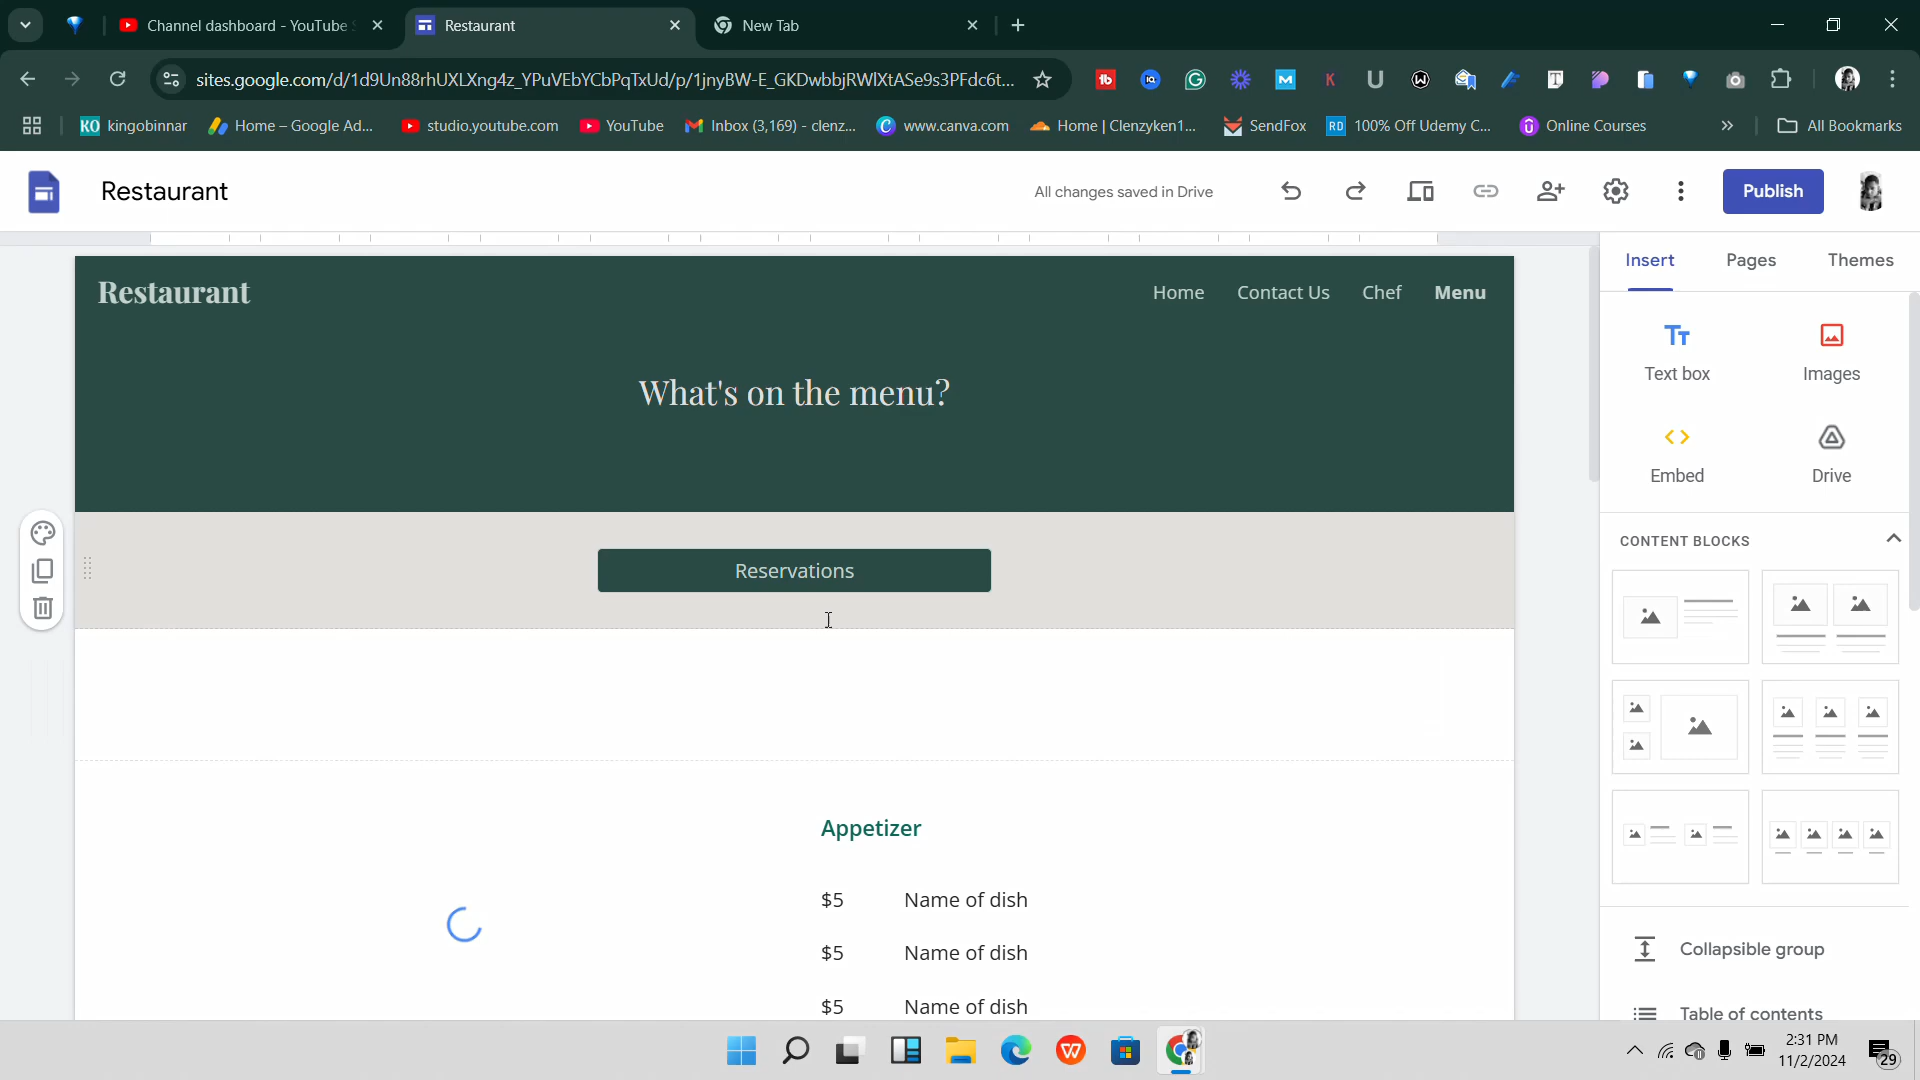 Channel dashboard - YouTube S
Restaurant
New Tab
sites.google.com/d/1d9Un88rhUXLXng4z_YPuVEbYCbPqTxUd/p/1jnyBW-E_GKDwbbjRWlXtASe9s3PFdc6t...
KO kingobinnar
Home – Google Ad...
studio.youtube.com
YouTube
Inbox (3,169) - clenz...
www.canva.com
Home | Clenzyken1...
SendFox
RD 100% Off Udemy C...
Online Courses
All Bookmarks
Restaurant
All changes saved in Drive
Publish
Restaurant
Home
Contact Us
Chef
Menu
What's on the menu?
Reservations
Appetizer
$5 Name of dish
$5 Name of dish
$5 Name of dish
Insert
Pages
Themes
Text box
Images
Embed
Drive
CONTENT BLOCKS
Collapsible group
Table of contents
2:31 PM
11/2/2024
29